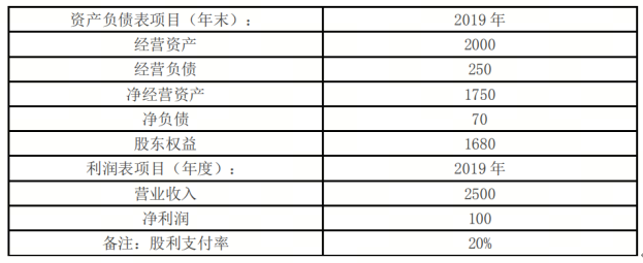 资产负债表项目（年末）： 2019 年
经营资产 2000
经营负债 250
净经营资产 1750
净负债 70
股东权益 1680
利润表项目（年度）： 2019 年
营业收入 2500
净利润 100
备注：股利支付率 20%